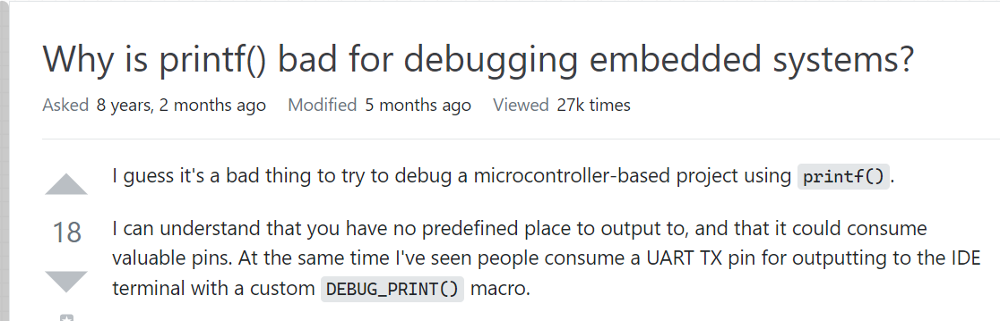 Why is printf() bad for debugging embedded systems?
Asked 8 years, 2 months ago Modified 5 months ago Viewed 27k times
I guess it's a bad thing to try to debug a microcontroller-based project using printf().
18
I can understand that you have no predefined place to output to, and that it could consume
valuable pins. At the same time I've seen people consume a UART TX pin for outputting to the IDE
terminal with a custom DEBUG_PRINT() macro.